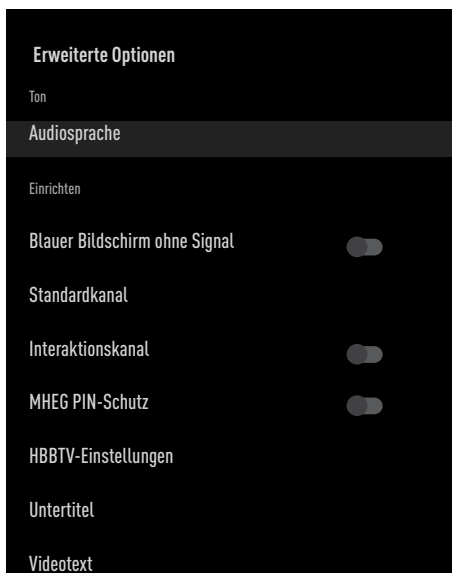 Erweiterte Optionen
Ton
Audiosprache
Einrichten
Blauer Bildschirm ohne Signal
Standardkanal
Interaktionskanal
MHEG PIN-Schutz
HBBTV-Einstellungen
Untertitel
Videotext